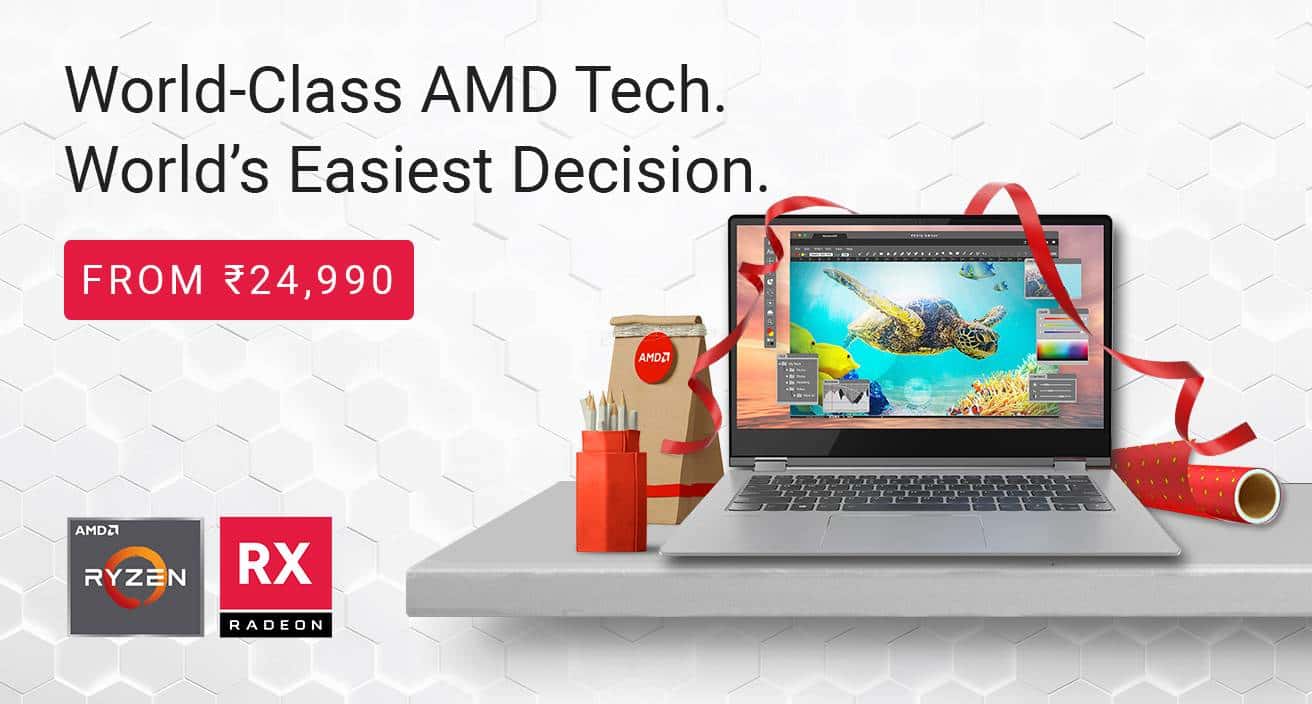 World-Class AMD Tech.
World's Easiest Decision.
FROM ₹24,990
AMD
AMD
RYZEN
RX
RADEON